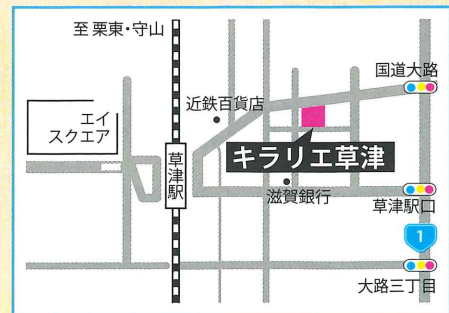 至 栗東・守山
国道大路
近鉄百貨店
エイ
スクエア
キラリエ草津
草津駅
滋賀銀行
草津駅口
1
大路三丁目